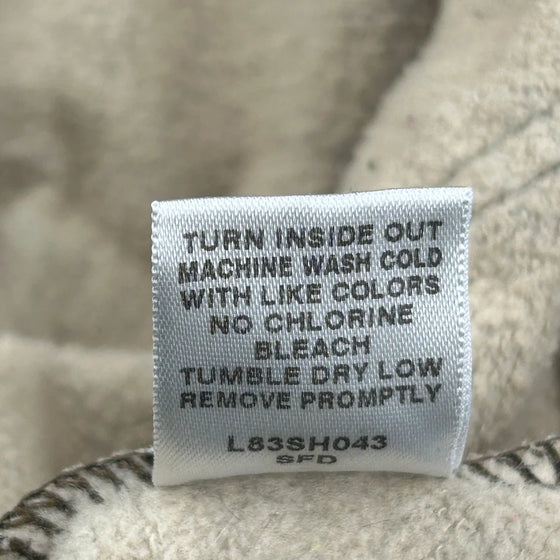 TURN INSIDE OUT
MACHINE WASH COLD
WITH LIKE COLORS
NO CHLORINE
BLEACH
TUMBLE DRY LOW
REMOVE PROMPTLY
L83SH043
SFD